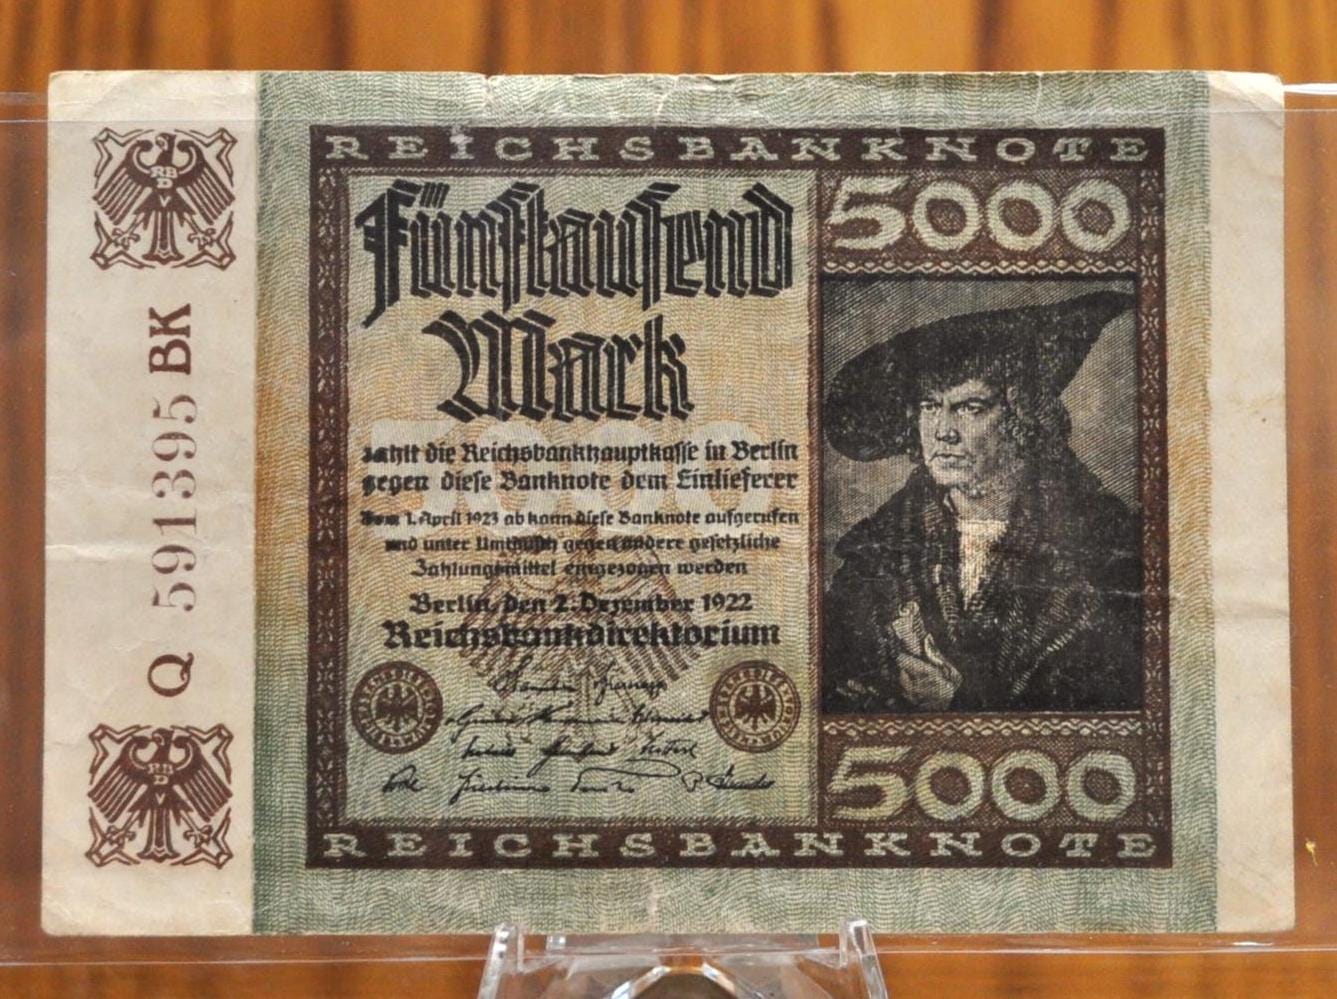 REICHSBANKNOTE
Fünftausend
Mark
zahlt die Reichsbankhauptkasse in Berlin
gegen diese Banknote dem Einlieferer
Vom 1. April 1923 ab kann diese Banknote aufgerufen
und unter Umtausch gegen andere gesetzliche
Zahlungsmittel eingezogen werden
Berlin, den 2. Dezember 1922
Reichsbankdirektorium
5000
5000
REICHSBANKNOTE
RBD
Q 591395 BK
RBD